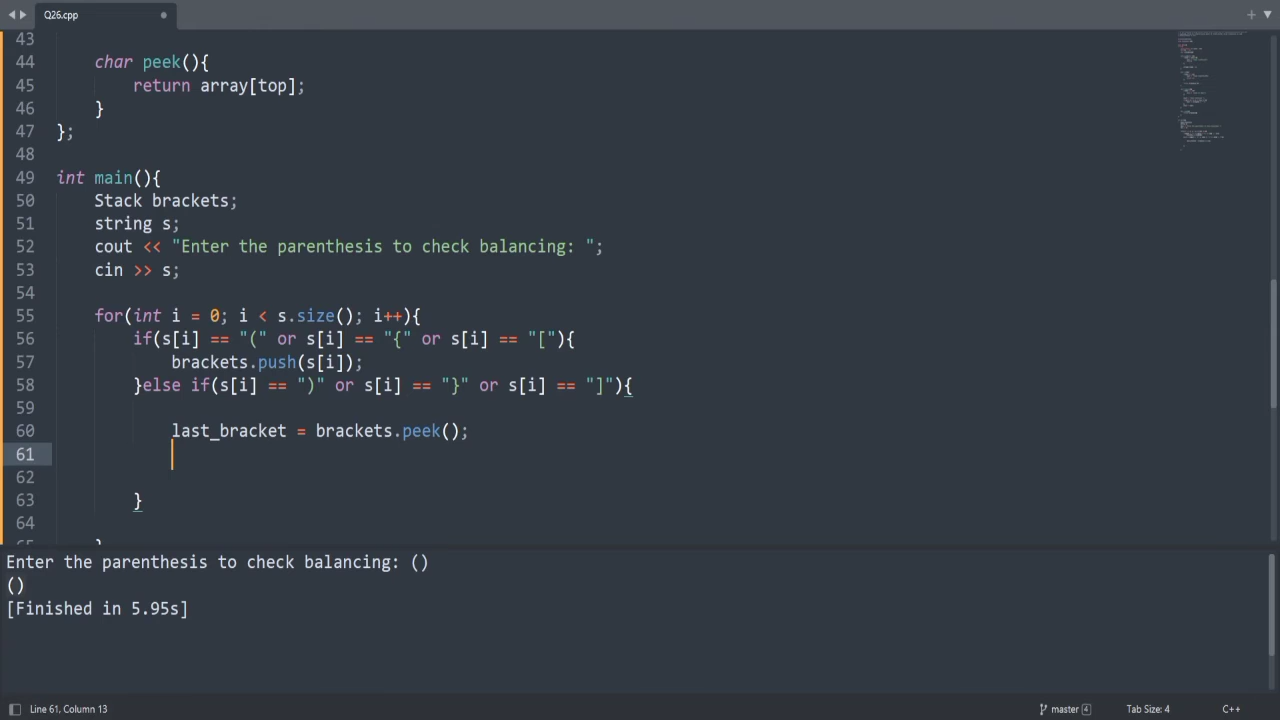 Q26.cpp
43
44 char peek(){
45 return array[top];
46 }
47 };
48
49 int main(){
50 Stack brackets;
51 string s;
52 cout << "Enter the parenthesis to check balancing: ";
53 cin >> s;
54
55 for(int i = 0; i < s.size(); i++){
56 if(s[i] == "(" or s[i] == "{" or s[i] == "["){
57 brackets.push(s[i]);
58 }else if(s[i] == ")" or s[i] == "}" or s[i] == "]"){
59
60 last_bracket = brackets.peek();
61
62
63 }
64
65 }
Enter the parenthesis to check balancing: ()
()
[Finished in 5.95s]
Line 61, Column 13 master 4 Tab Size: 4 C++